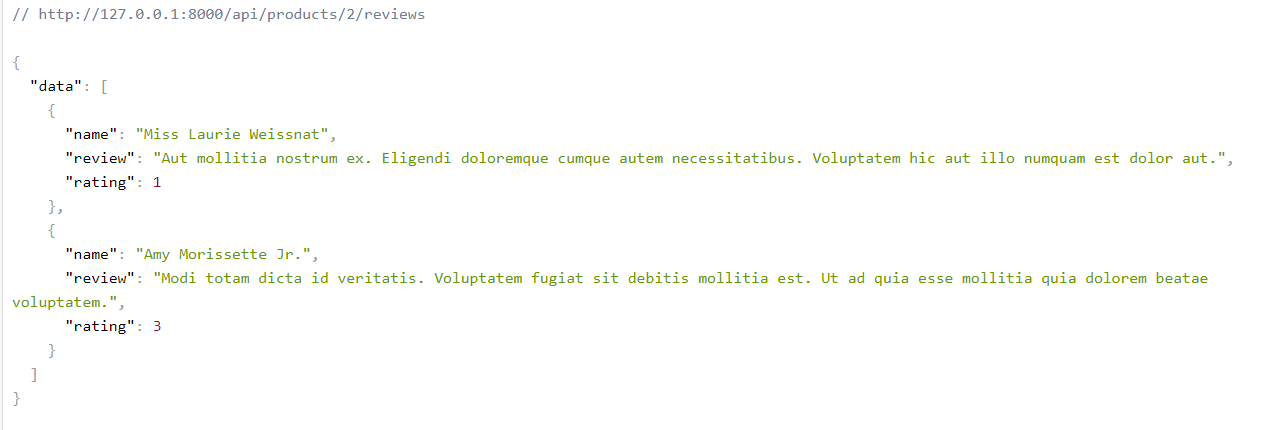 // http://127.0.0.1:8000/api/products/2/reviews
{
"data": [
{
"name": "Miss Laurie Weissnat",
"review": "Aut mollitia nostrum ex. Eligendi doloremque cumque autem necessitatibus. Voluptatem hic aut illo numquam est dolor aut.",
"rating": 1
},
{
"name": "Amy Morissette Jr.",
"review": "Modi totam dicta id veritatis. Voluptatem fugiat sit debitis mollitia est. Ut ad quia esse mollitia quia dolorem beatae
voluptatem.",
"rating": 3
}
]
}